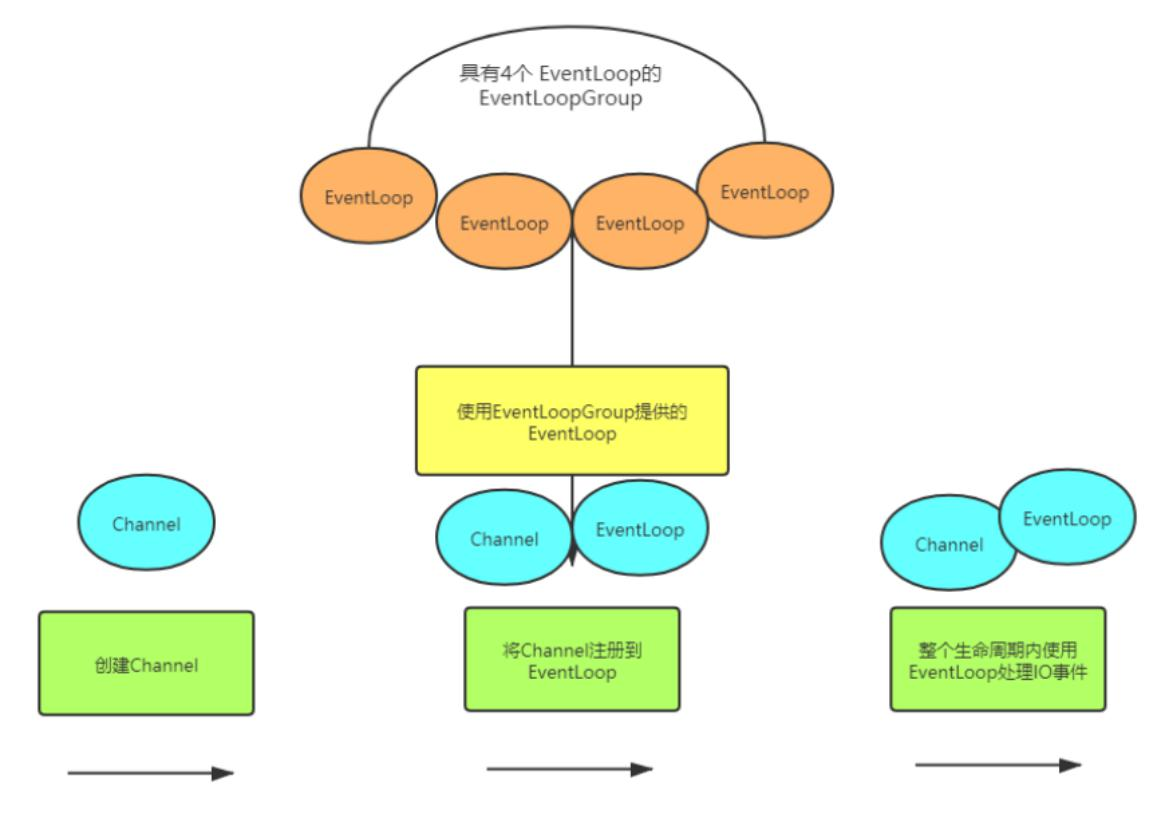 具有4个 EventLoop的
EventLoopGroup
EventLoop
EventLoop
EventLoop
EventLoop
使用EventLoopGroup提供的
EventLoop
Channel
Channel
EventLoop
Channel
EventLoop
创建Channel
将Channel注册到
EventLoop
整个生命周期内使用
EventLoop处理IO事件